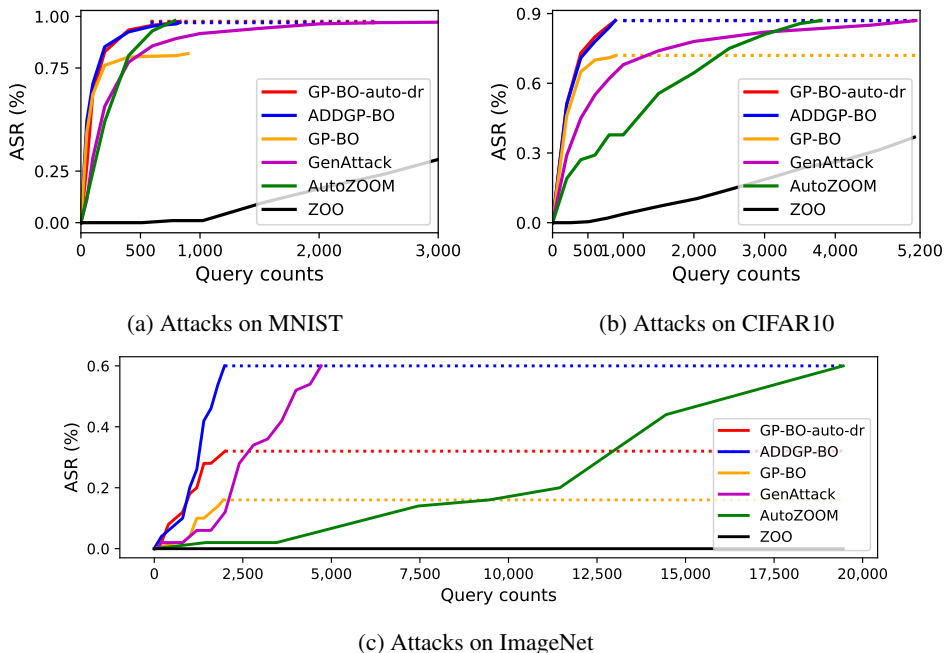 1.00
0.75
0.25
0.00
ASR (%)
GP-BO-auto-dr
ADDGP-BO
GP-BO
GenAttack
AutoZOOM
ZOO
0 500 1,000 2,000 3,000
Query counts
(a) Attacks on MNIST
0.9
0.6
0.3
0.0
ASR (%)
GP-BO-auto-dr
ADDGP-BO
GP-BO
GenAttack
AutoZOOM
ZOO
0 500 1,000 2,000 3,000 4,000 5,200
Query counts
(b) Attacks on CIFAR10
0.6
0.4
0.2
0.0
ASR (%)
GP-BO-auto-dr
ADDGP-BO
GP-BO
GenAttack
AutoZOOM
ZOO
0 2,500 5,000 7,500 10,000 12,500 15,000 17,500 20,000
Query counts
(c) Attacks on ImageNet